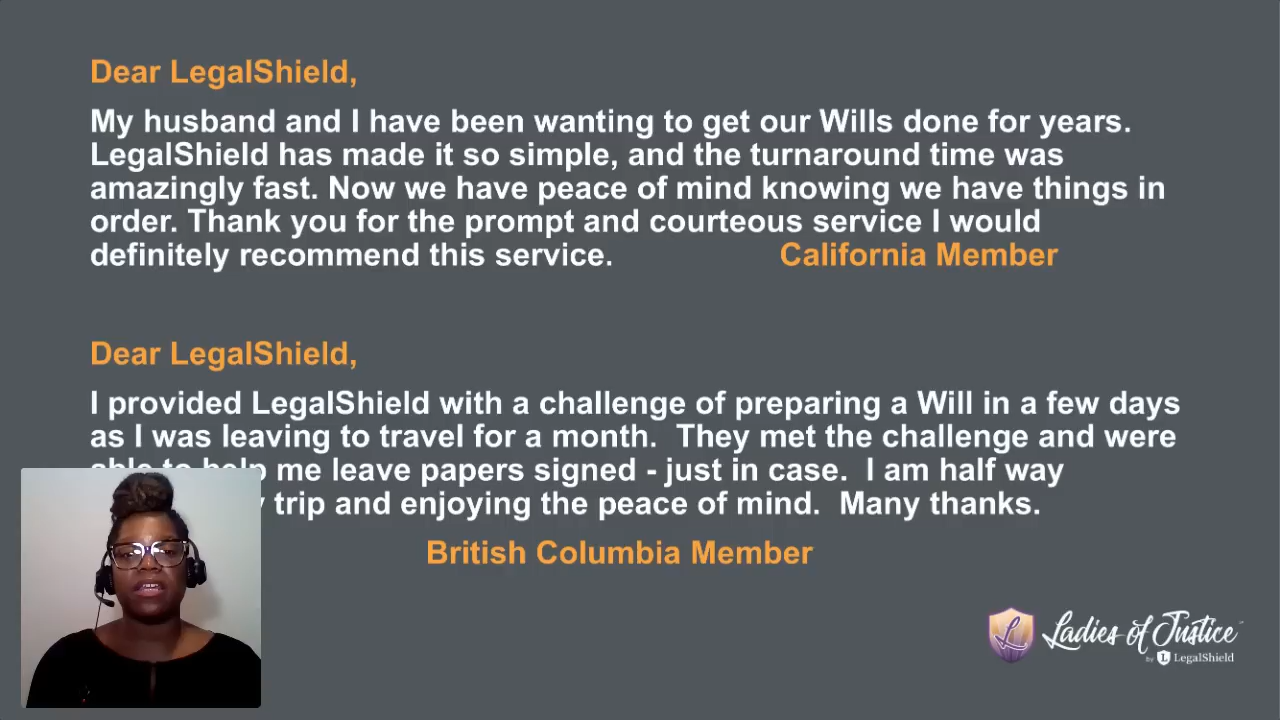 Dear LegalShield,
My husband and I have been wanting to get our Wills done for years.
LegalShield has made it so simple, and the turnaround time was
amazingly fast. Now we have peace of mind knowing we have things in
order. Thank you for the prompt and courteous service I would
definitely recommend this service. California Member
Dear LegalShield,
I provided LegalShield with a challenge of preparing a Will in a few days
as I was leaving to travel for a month. They met the challenge and were
able to help me leave papers signed - just in case. I am half way
trip and enjoying the peace of mind. Many thanks.
British Columbia Member
L Ladies of Justice
by L LegalShield